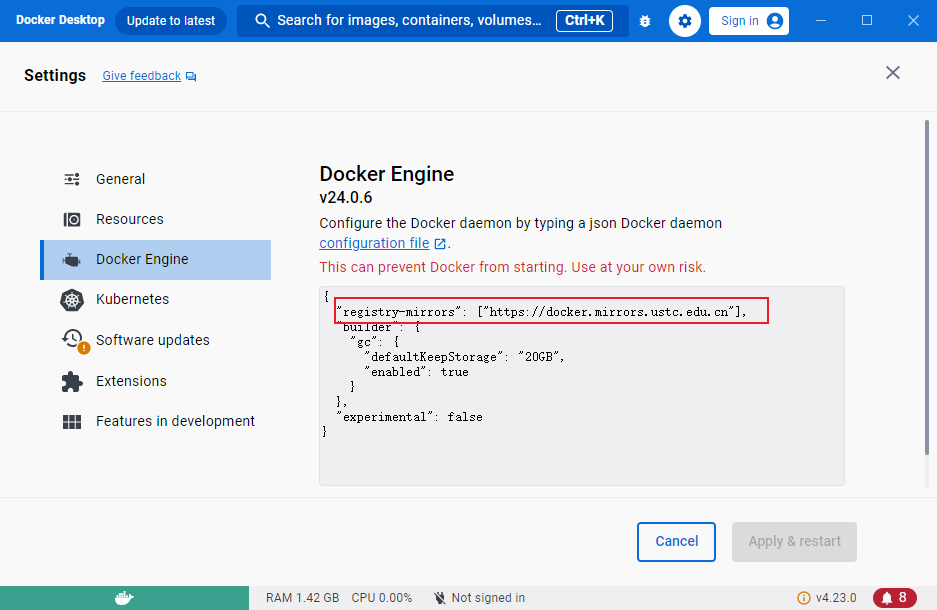 Docker Desktop
Update to latest
Search for images, containers, volumes...
Ctrl+K
Sign in
Settings
Give feedback
General
Resources
Docker Engine
Kubernetes
Software updates
Extensions
Features in development
Docker Engine
v24.0.6
Configure the Docker daemon by typing a json Docker daemon
configuration file .
This can prevent Docker from starting. Use at your own risk.
{
"registry-mirrors": ["https://docker.mirrors.ustc.edu.cn"],
"builder": {
"gc": {
"defaultKeepStorage": "20GB",
"enabled": true
}
},
"experimental": false
}
Cancel
Apply & restart
RAM 1.42 GB
CPU 0.00%
Not signed in
v4.23.0
8